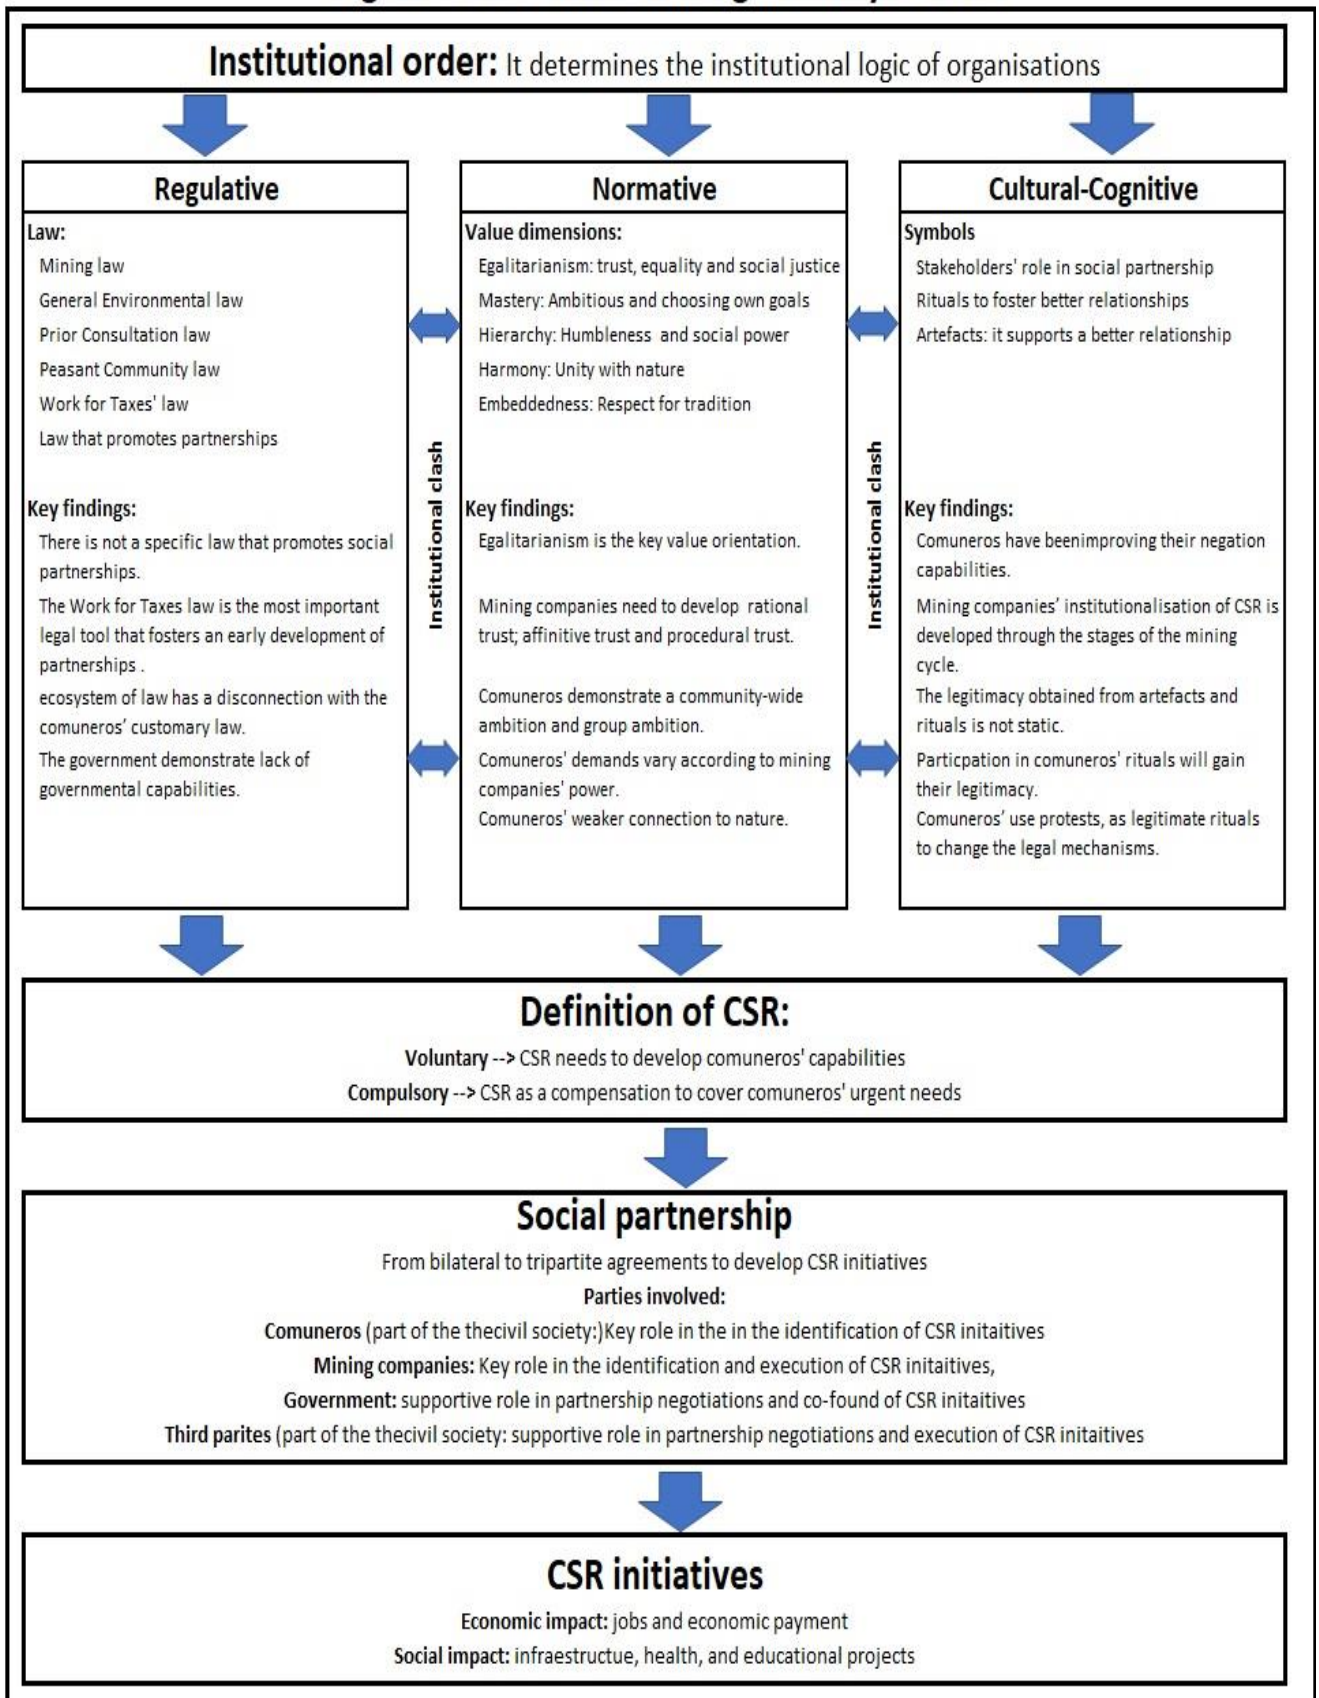 Institutional order: It determines the institutional logic of organisations
Regulative
Law:
Mining law
General Environmental law
Prior Consultation law
Peasant Community law
Work for Taxes' law
Law that promotes partnerships
Key findings:
There is not a specific law that promotes social
partnerships.
The Work for Taxes law is the most important
legal tool that fosters an early development of
partnerships .
ecosystem of law has a disconnection with the
comuneros' customary law.
The government demonstrate lack of
governmental capabilities.
Institutional clash
Normative
Value dimensions:
Egalitarianism: trust, equality and social justice
Mastery: Ambitious and choosing own goals
Hierarchy: Humbleness and social power
Harmony: Unity with nature
Embeddedness: Respect for tradition
Key findings:
Egalitarianism is the key value orientation.
Mining companies need to develop rational
trust; affinitive trust and procedural trust.
Comuneros demonstrate a community-wide
ambition and group ambition.
Comuneros' demands vary according to mining
companies' power.
Comuneros' weaker connection to nature.
Institutional clash
Cultural-Cognitive
Symbols
Stakeholders' role in social partnership
Rituals to foster better relationships
Artefacts: it supports a better relationship
Key findings:
Comuneros have beenimproving their negation
capabilities.
Mining companies' institutionalisation of CSR is
developed through the stages of the mining
cycle.
The legitimacy obtained from artefacts and
rituals is not static.
Particpation in comuneros' rituals will gain
their legitimacy.
Comuneros' use protests, as legitimate rituals
to change the legal mechanisms.
Definition of CSR:
Voluntary --> CSR needs to develop comuneros' capabilities
Compulsory --> CSR as a compensation to cover comuneros' urgent needs
Social partnership
From bilateral to tripartite agreements to develop CSR initiatives
Parties involved:
Comuneros (part of the thecivil society:)Key role in the in the identification of CSR initaitives
Mining companies: Key role in the identification and execution of CSR initaitives,
Government: supportive role in partnership negotiations and co-found of CSR initaitives
Third parites (part of the thecivil society: supportive role in partnership negotiations and execution of CSR initaitives
CSR initiatives
Economic impact: jobs and economic payment
Social impact: infraestructue, health, and educational projects